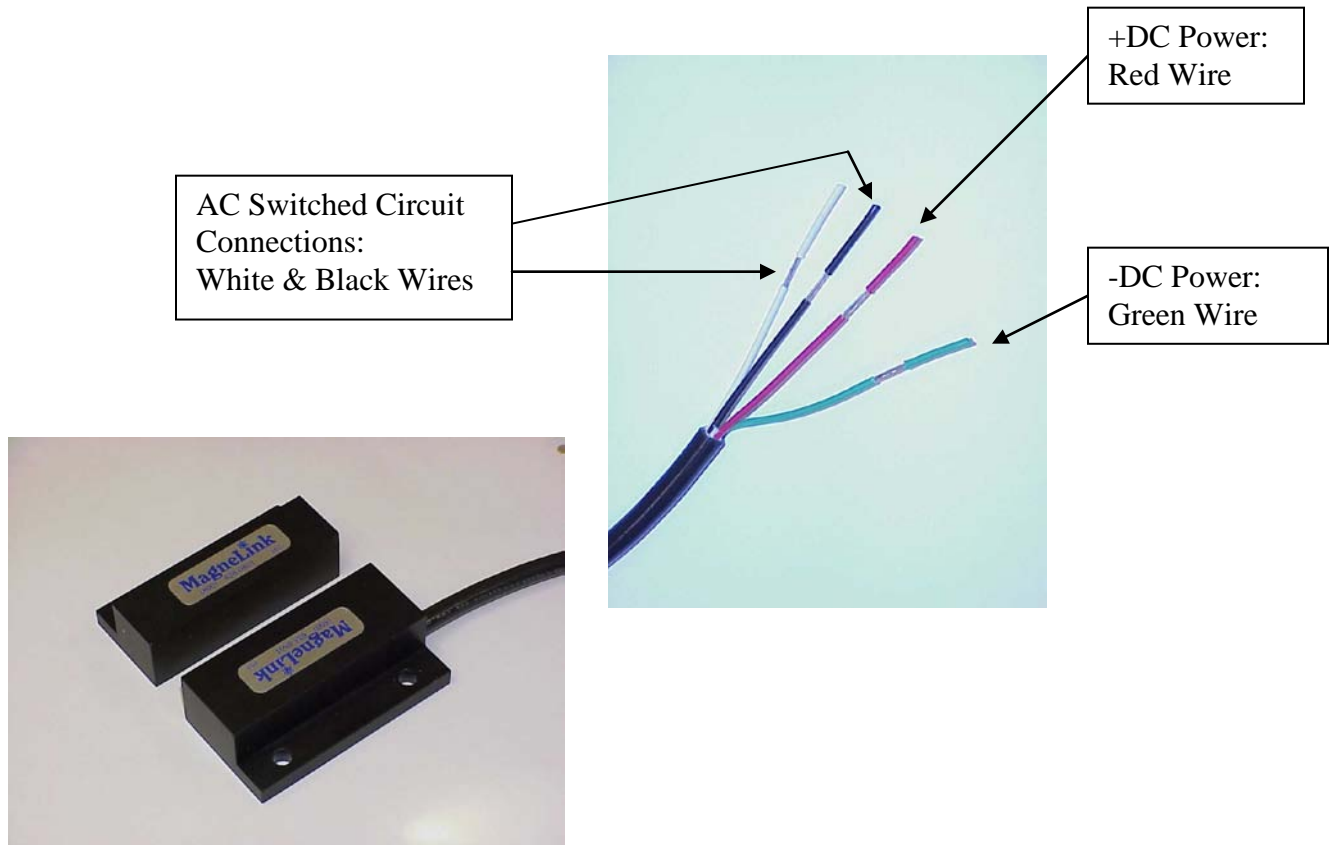 +DC Power:
Red Wire
AC Switched Circuit
Connections:
White & Black Wires
-DC Power:
Green Wire
MagneLink
MagneLink